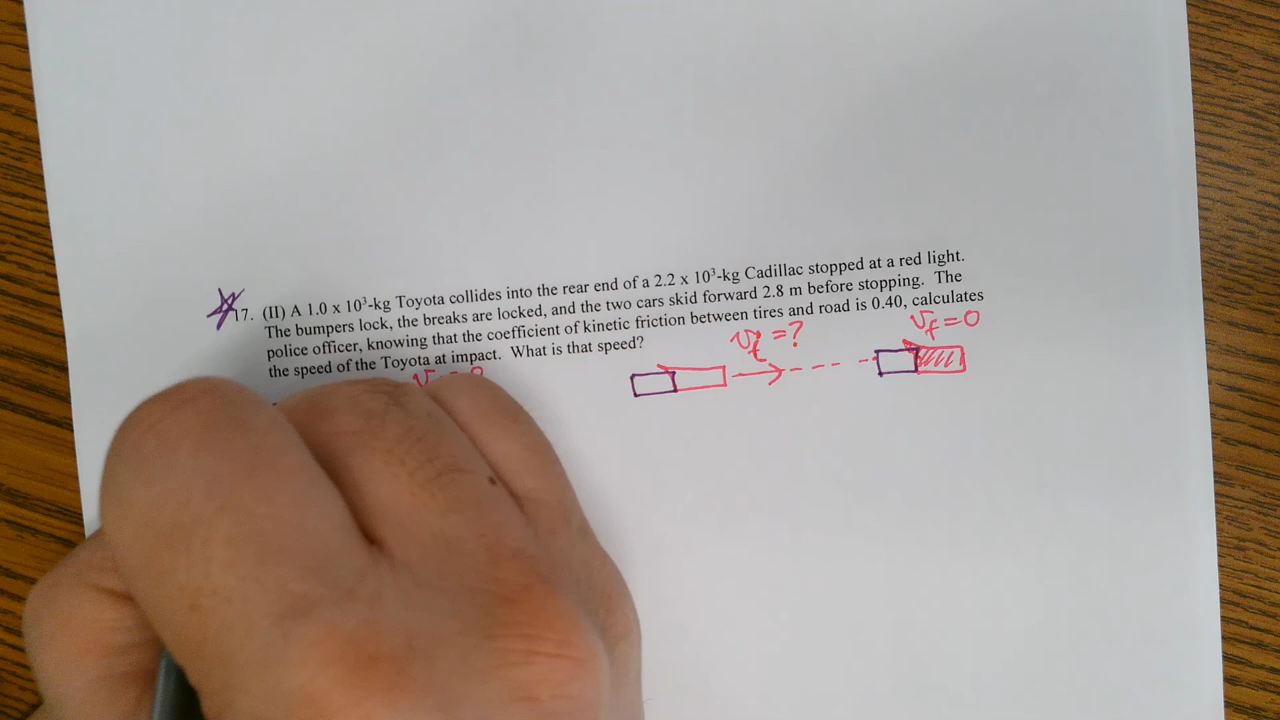 17. (II) A 1.0 x 10³-kg Toyota collides into the rear end of a 2.2 x 10³-kg Cadillac stopped at a red light.
The bumpers lock, the breaks are locked, and the two cars skid forward 2.8 m before stopping. The
police officer, knowing that the coefficient of kinetic friction between tires and road is 0.40, calculates
the speed of the Toyota at impact. What is that speed?
v_f = ?
v_f = 0